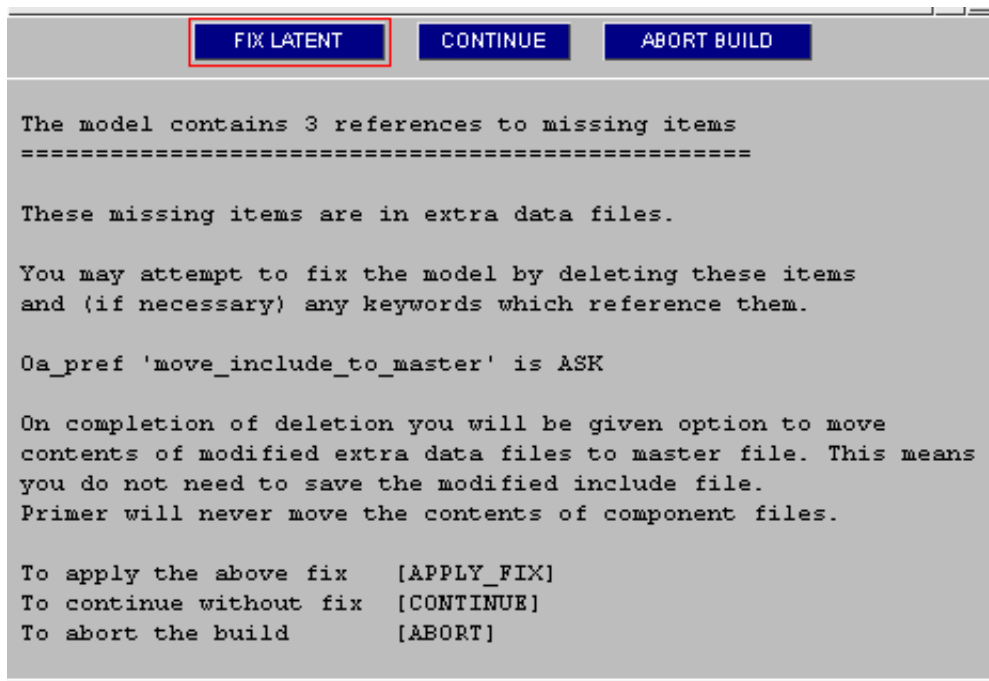 FIX LATENT CONTINUE ABORT BUILD
The model contains 3 references to missing items
=================================================
These missing items are in extra data files.
You may attempt to fix the model by deleting these items
and (if necessary) any keywords which reference them.
Oa_pref 'move_include_to_master' is ASK
On completion of deletion you will be given option to move
contents of modified extra data files to master file. This means
you do not need to save the modified include file.
Primer will never move the contents of component files.
To apply the above fix [APPLY_FIX]
To continue without fix [CONTINUE]
To abort the build [ABORT]